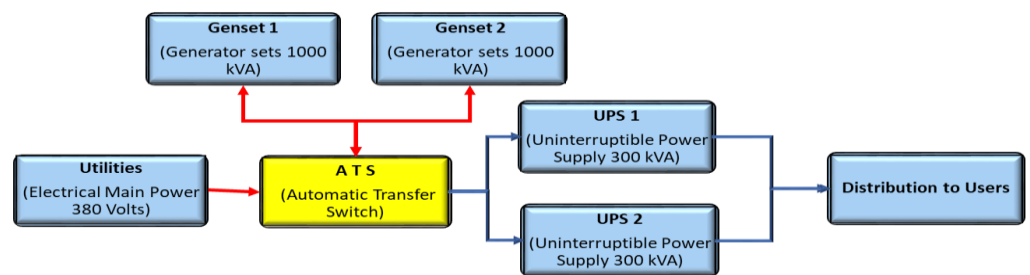 Genset 1
(Generator sets 1000
kVA)
Genset 2
(Generator sets 1000
kVA)
Utilities
(Electrical Main Power
380 Volts)
A T S
(Automatic Transfer
Switch)
UPS 1
(Uninterruptible Power
Supply 300 kVA)
UPS 2
(Uninterruptible Power
Supply 300 kVA)
Distribution to Users